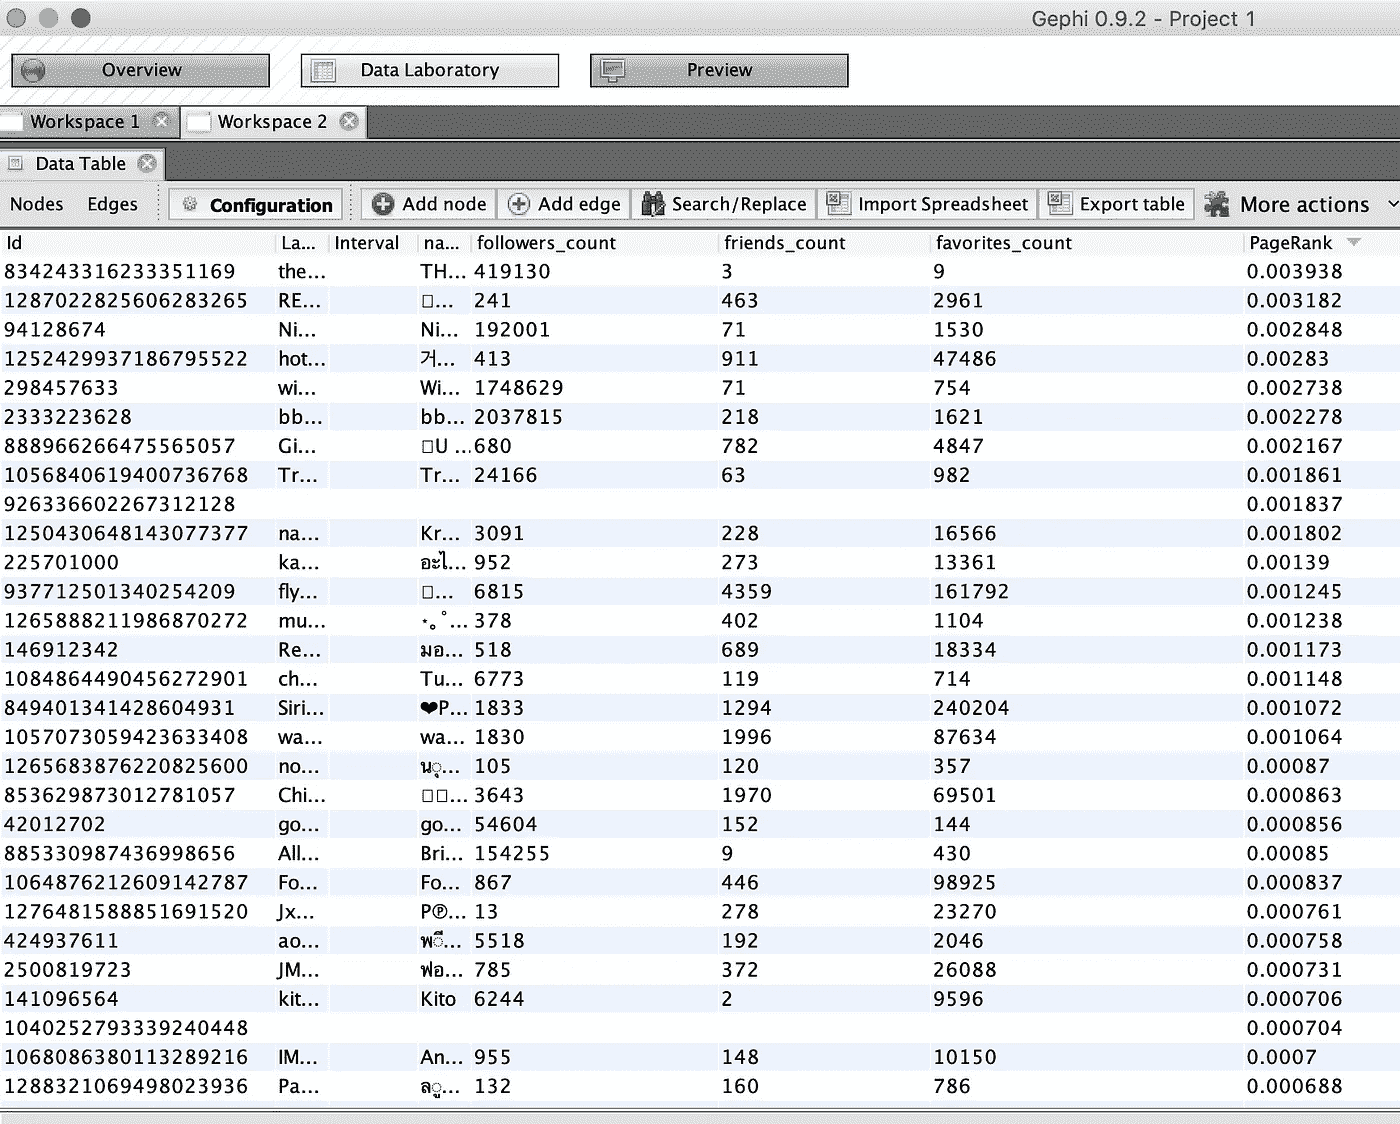 Gephi 0.9.2 - Project 1
Overview Data Laboratory Preview
Workspace 1 Workspace 2
Data Table
Nodes Edges Configuration Add node Add edge Search/Replace Import Spreadsheet Export table More actions
Id La... Interval na... followers_count friends_count favorites_count PageRank
834243316233351169 the... TH... 419130 3 9 0.003938
1287022825606283265 RE... ... 241 463 2961 0.003182
94128674 Ni... Ni... 192001 71 1530 0.002848
1252429937186795522 hot... 거... 413 911 47486 0.00283
298457633 wi... Wi... 1748629 71 754 0.002738
2333223628 bb... bb... 2037815 218 1621 0.002278
888966266475565057 Gi... U ... 680 782 4847 0.002167
1056840619400736768 Tr... Tr... 24166 63 982 0.001861
926336602267312128 0.001837
1250430648143077377 na... Kr... 3091 228 16566 0.001802
225701000 ka... อะไ... 952 273 13361 0.00139
937712501340254209 fly... ... 6815 4359 161792 0.001245
1265888211986870272 mu... ⋆｡˚... 378 402 1104 0.001238
146912342 Re... มอ... 518 689 18334 0.001173
1084864490456272901 ch... Tu... 6773 119 714 0.001148
849401341428604931 Siri... ❤P... 1833 1294 240204 0.001072
1057073059423633408 wa... wa... 1830 1996 87634 0.001064
1265683876220825600 no... นุ... 105 120 357 0.00087
853629873012781057 Chi... ... 3643 1970 69501 0.000863
42012702 go... go... 54604 152 144 0.000856
885330987436998656 All... Bri... 154255 9 430 0.00085
1064876212609142787 Fo... Fo... 867 446 98925 0.000837
1276481588851691520 Jx... P℗... 13 278 23270 0.000761
424937611 ao... พี... 5518 192 2046 0.000758
2500819723 JM... ฟอ... 785 372 26088 0.000731
141096564 kit... Kito 6244 2 9596 0.000706
1040252793339240448 0.000704
1068086380113289216 IM... An... 955 148 10150 0.0007
1288321069498023936 Pa... ลู... 132 160 786 0.000688